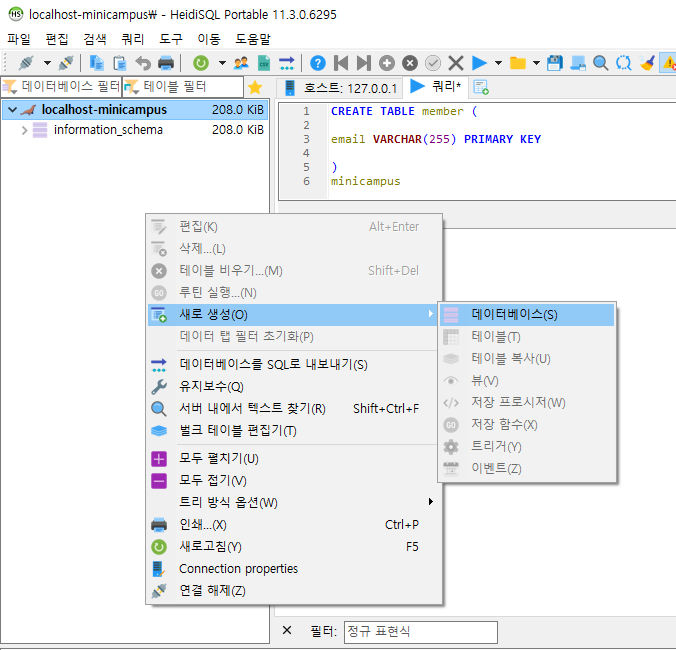 localhost-minicampus₩ - HeidiSQL Portable 11.3.0.6295
파일 편집 검색 쿼리 도구 이동 도움말
데이터베이스 필터 테이블 필터
호스트: 127.0.0.1 쿼리*
localhost-minicampus 208.0 KiB
information_schema 208.0 KiB
1 CREATE TABLE member (
2
3 email VARCHAR(255) PRIMARY KEY
4
5 )
6 minicampus
편집(K) Alt+Enter
삭제...(L)
테이블 비우기...(M) Shift+Del
GO 루틴 실행...(N)
새로 생성(O)
데이터 탭 필터 초기화(P)
데이터베이스를 SQL로 내보내기(S)
유지보수(Q)
서버 내에서 텍스트 찾기(R) Shift+Ctrl+F
벌크 테이블 편집기(T)
모두 펼치기(U)
모두 접기(V)
트리 방식 옵션(W)
인쇄...(X) Ctrl+P
새로고침(Y) F5
Connection properties
연결 해제(Z)
데이터베이스(S)
테이블(T)
테이블 복사(U)
뷰(V)
저장 프로시저(W)
GO 저장 함수(X)
트리거(Y)
이벤트(Z)
필터: 정규 표현식